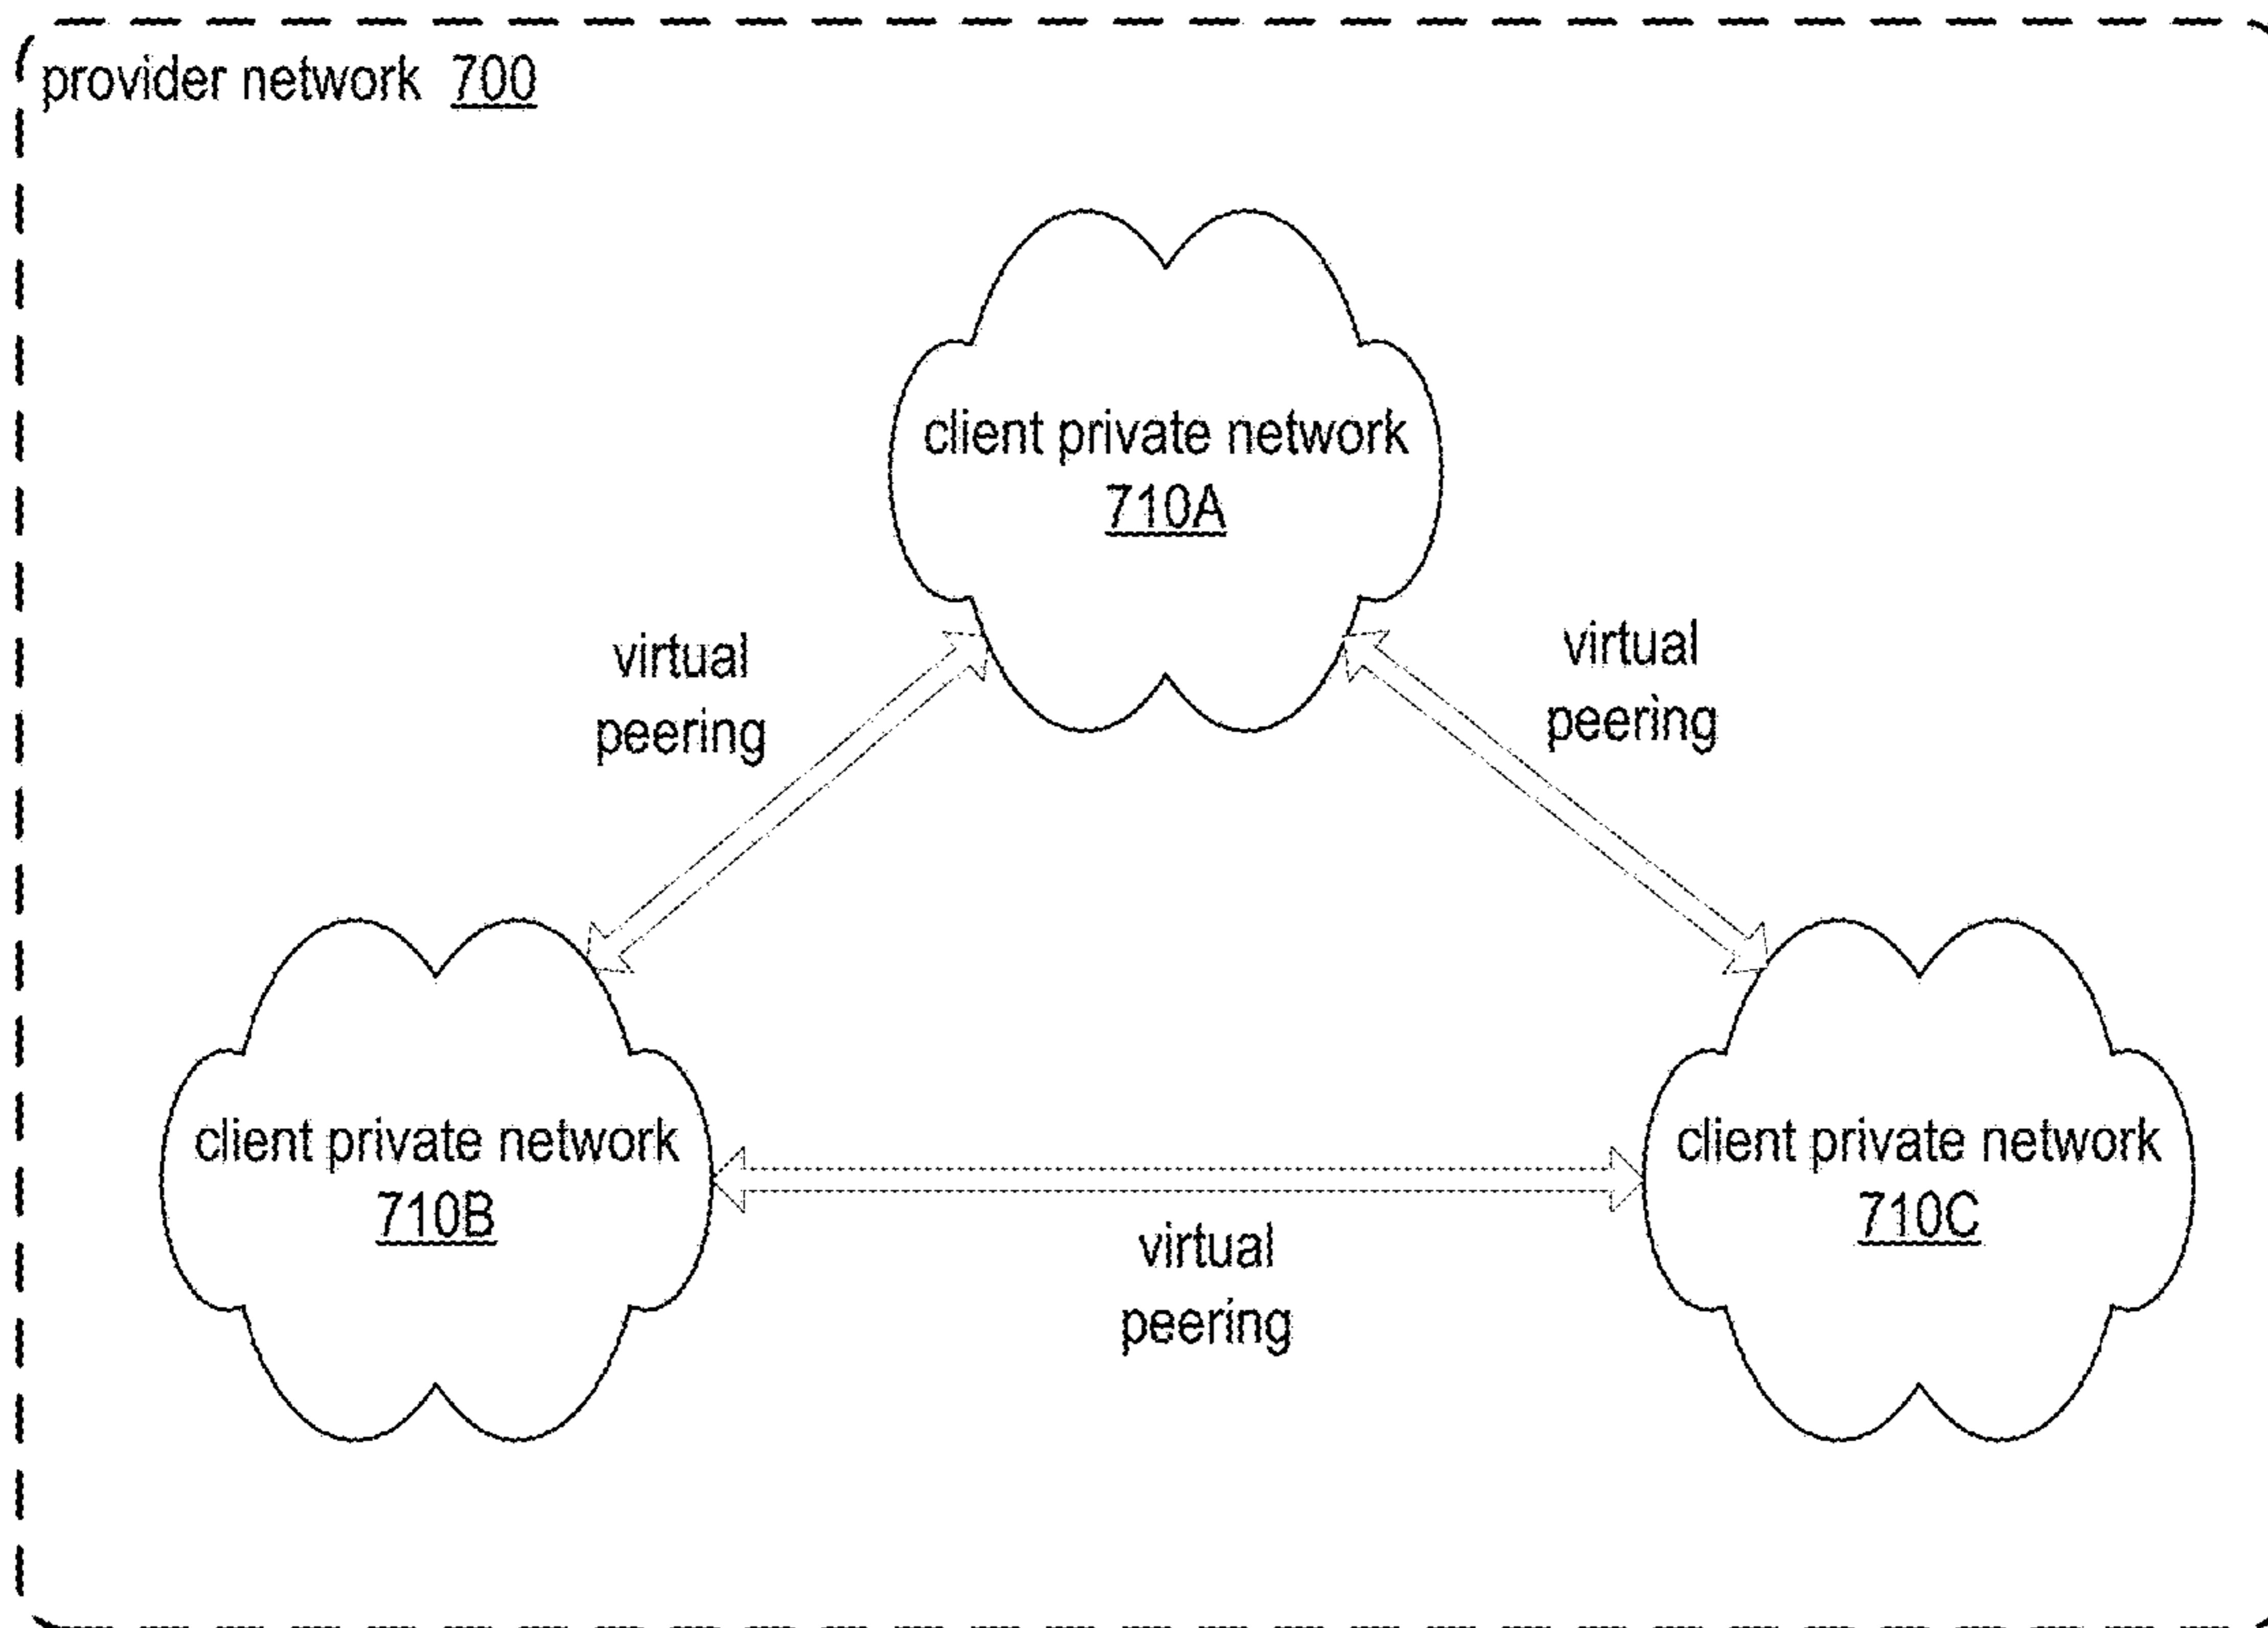 provider network 700
client private network
710A
virtual
peering
virtual
peering
client private network
710B
client private network
710C
virtual
peering